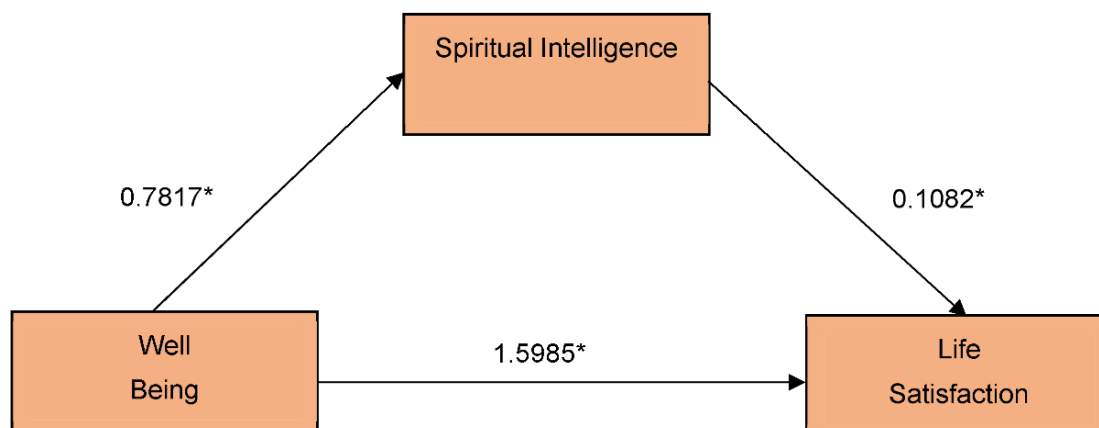 Spiritual Intelligence
0.7817*
0.1082*
Well
Being
1.5985*
Life
Satisfaction